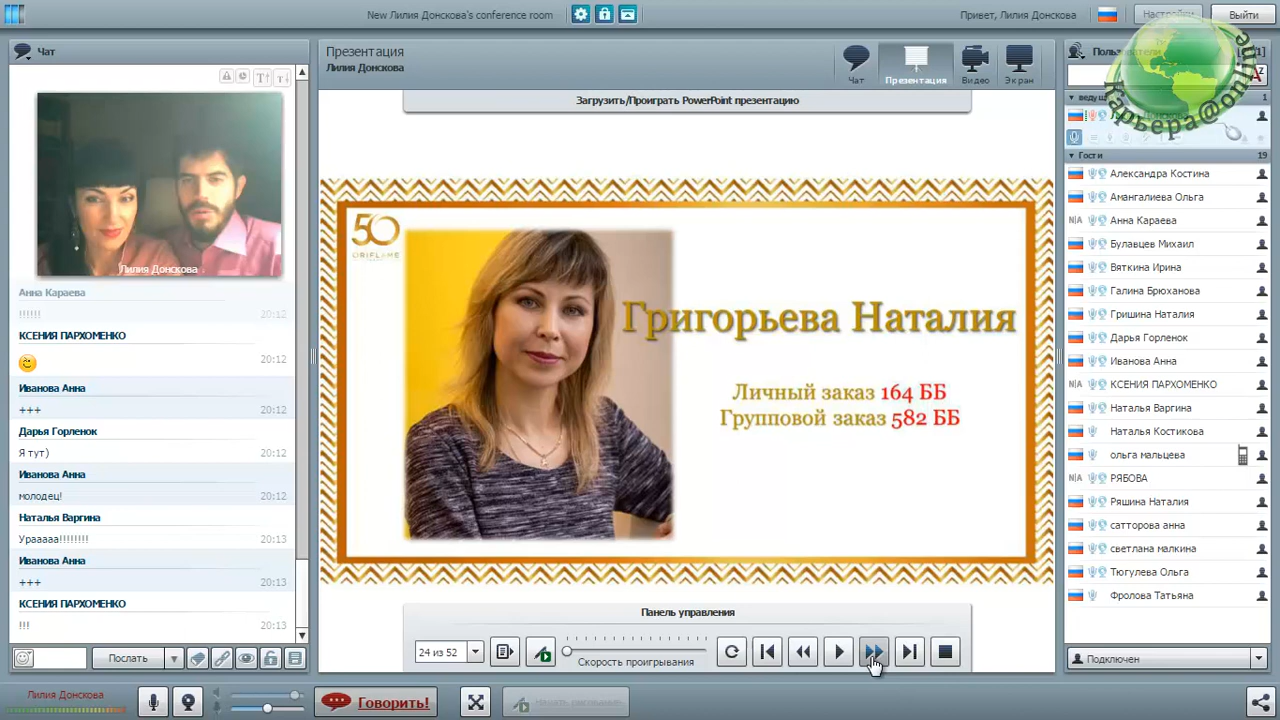 New Лилия Донскова's conference room
Привет, Лилия Донскова
Настройки
Выйти
Чат
Лилия Донскова
Анна Караева
!!!!!!
20:12
КСЕНИЯ ПАРХОМЕНКО
20:12
Иванова Анна
+++
20:12
Дарья Горленок
Я тут)
20:12
Иванова Анна
молодец!
20:12
Наталья Варгина
Урааааа!!!!!!!!
20:13
Иванова Анна
+++
20:13
КСЕНИЯ ПАРХОМЕНКО
!!!
20:13
Послать
Презентация
Лилия Донскова
Чат
Презентация
Видео
Экран
Загрузить/Проиграть PowerPoint презентацию
50
ORIFLAME
Григорьева Наталия
Личный заказ 164 ББ
Групповой заказ 582 ББ
Панель управления
24 из 52
Скорость проигрывания
Карьера@online
ведущ
1
Гости
19
Александра Костина
Амангалиева Ольга
N\A Анна Караева
Булавцев Михаил
Вяткина Ирина
Галина Брюханова
Гришина Наталия
Дарья Горленок
Иванова Анна
N\A КСЕНИЯ ПАРХОМЕНКО
Наталья Варгина
Наталья Костикова
ольга мальцева
N\A РЯБОВА
Ряшина Наталия
сатторова анна
светлана малкина
Тюгулева Ольга
Фролова Татьяна
Подключен
Лилия Донскова
Говорить!